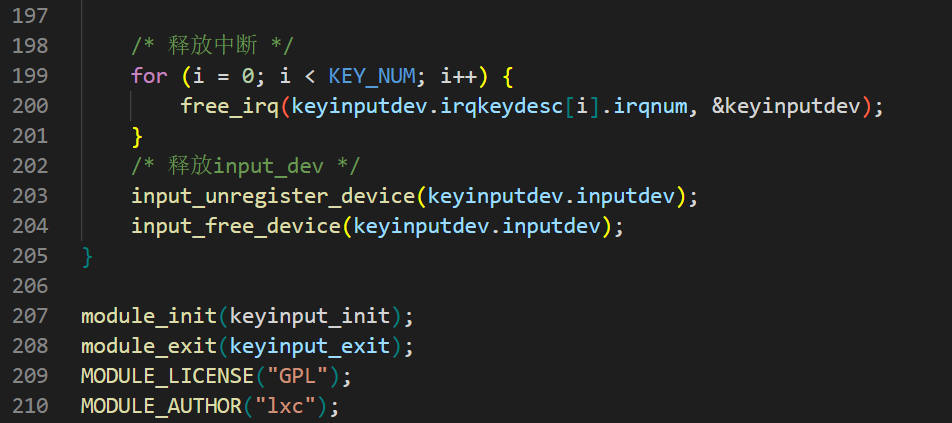 197
198 /* 释放中断 */
199 for (i = 0; i < KEY_NUM; i++) {
200 free_irq(keyinputdev.irqkeydesc[i].irqnum, &keyinputdev);
201 }
202 /* 释放input_dev */
203 input_unregister_device(keyinputdev.inputdev);
204 input_free_device(keyinputdev.inputdev);
205 }
206
207 module_init(keyinput_init);
208 module_exit(keyinput_exit);
209 MODULE_LICENSE("GPL");
210 MODULE_AUTHOR("lxc");